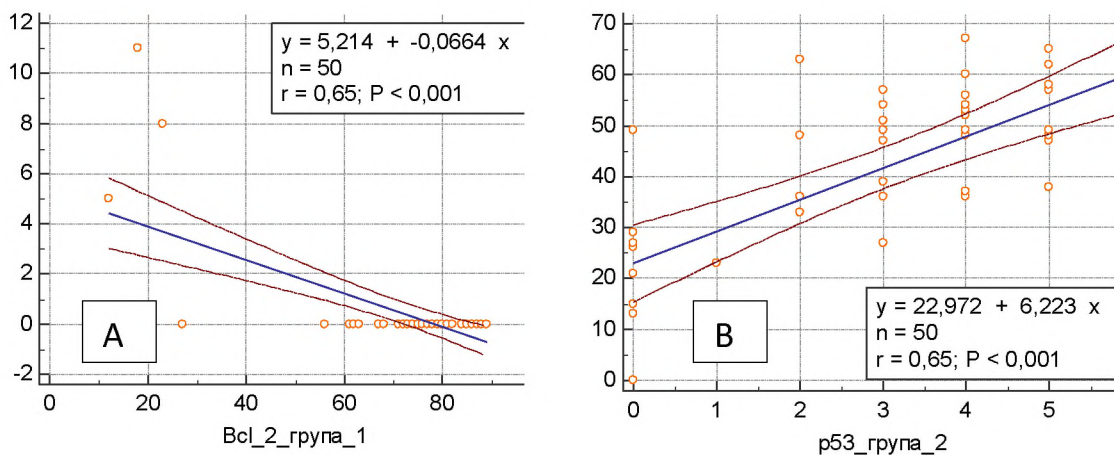 12
10
8
6
4
2
0
-2
y = 5,214 + -0,0664 x
n = 50
r = 0,65; P < 0,001
A
0
20
40
60
80
Bcl_2_група_1
70
60
50
40
30
20
10
0
y = 22,972 + 6,223 x
n = 50
r = 0,65; P < 0,001
B
0
1
2
3
4
5
p53_група_2